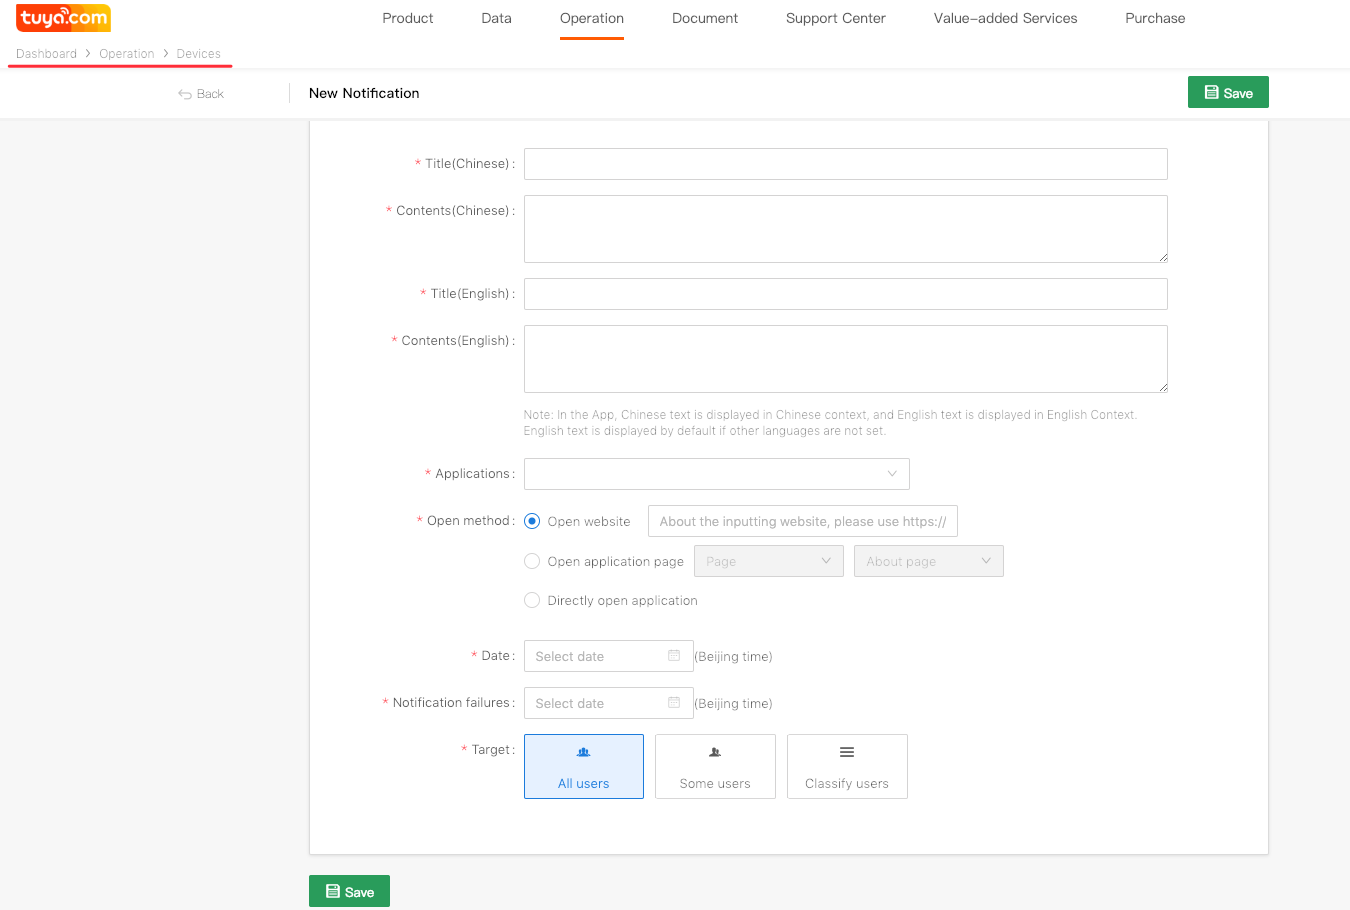 tuya.com
Product Data Operation Document Support Center Value-added Services Purchase
Dashboard > Operation > Devices
Back New Notification Save
* Title(Chinese) :
* Contents(Chinese) :
* Title(English) :
* Contents(English) :
Note: In the App, Chinese text is displayed in Chinese context, and English text is displayed in English Context.
English text is displayed by default if other languages are not set.
* Applications :
* Open method : Open website About the inputting website, please use https://
Open application page Page About page
Directly open application
* Date : Select date (Beijing time)
* Notification failures : Select date (Beijing time)
* Target : All users Some users Classify users
Save